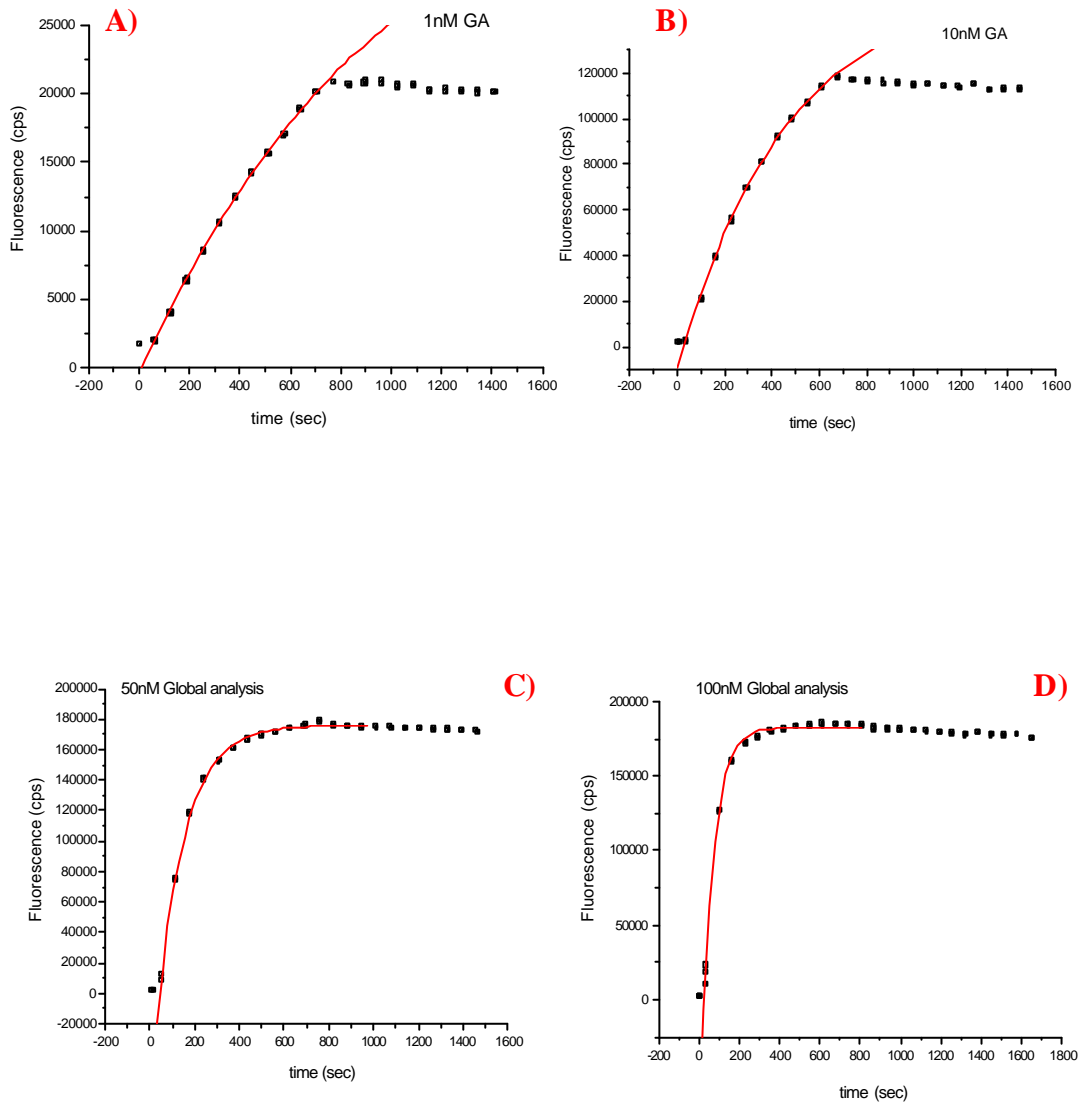 A)
1nM GA
25000
20000
15000
10000
5000
0
Fluorescence (cps)
-200 0 200 400 600 800 1000 1200 1400 1600
time (sec)
B)
10nM GA
120000
100000
80000
60000
40000
20000
0
Fluorescence (cps)
-200 0 200 400 600 800 1000 1200 1400 1600
time (sec)
50nM Global analysis
C)
200000
180000
160000
140000
120000
100000
80000
60000
40000
20000
0
-20000
Fluorescence (cps)
-200 0 200 400 600 800 1000 1200 1400 1600
time (sec)
100nM Global analysis
D)
200000
150000
100000
50000
0
Fluorescence (cps)
-200 0 200 400 600 800 1000 1200 1400 1600 1800
time (sec)